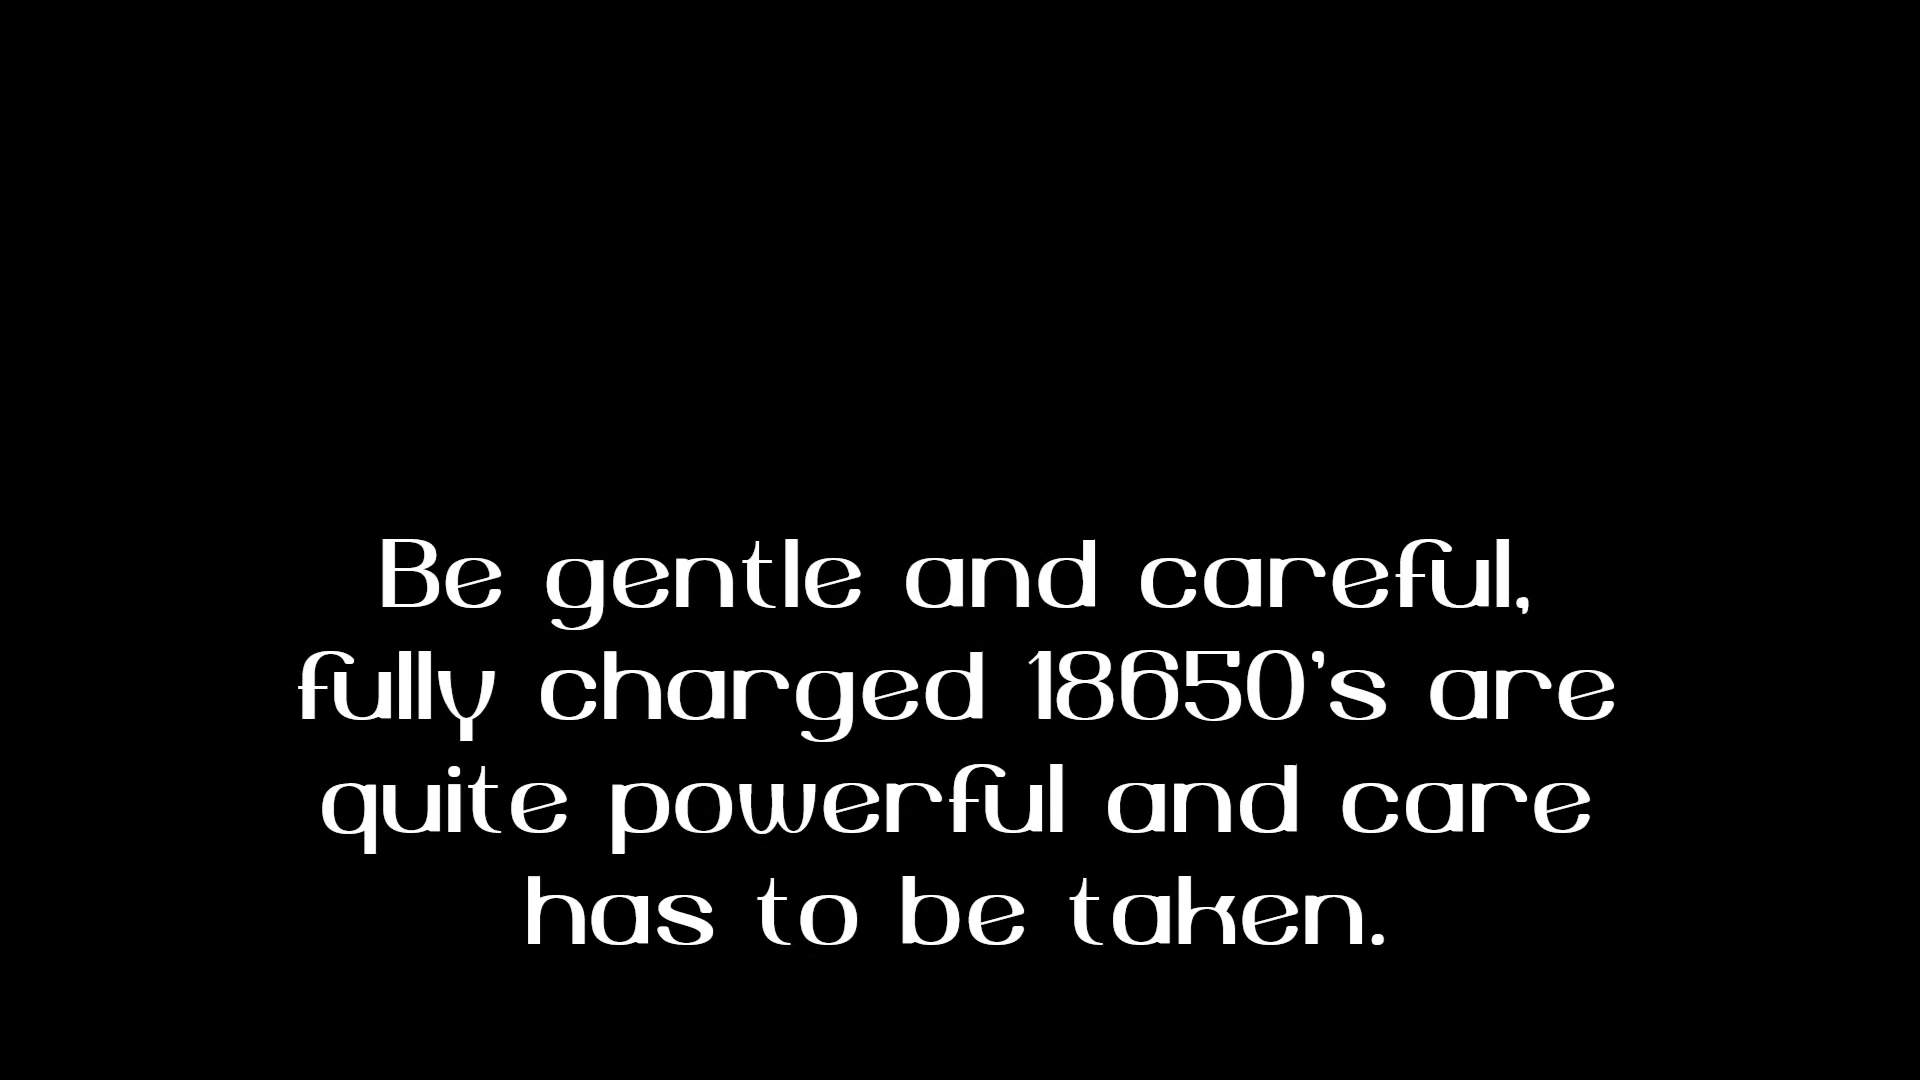 Be gentle and careful,
fully charged 18650's are
quite powerful and care
has to be taken.